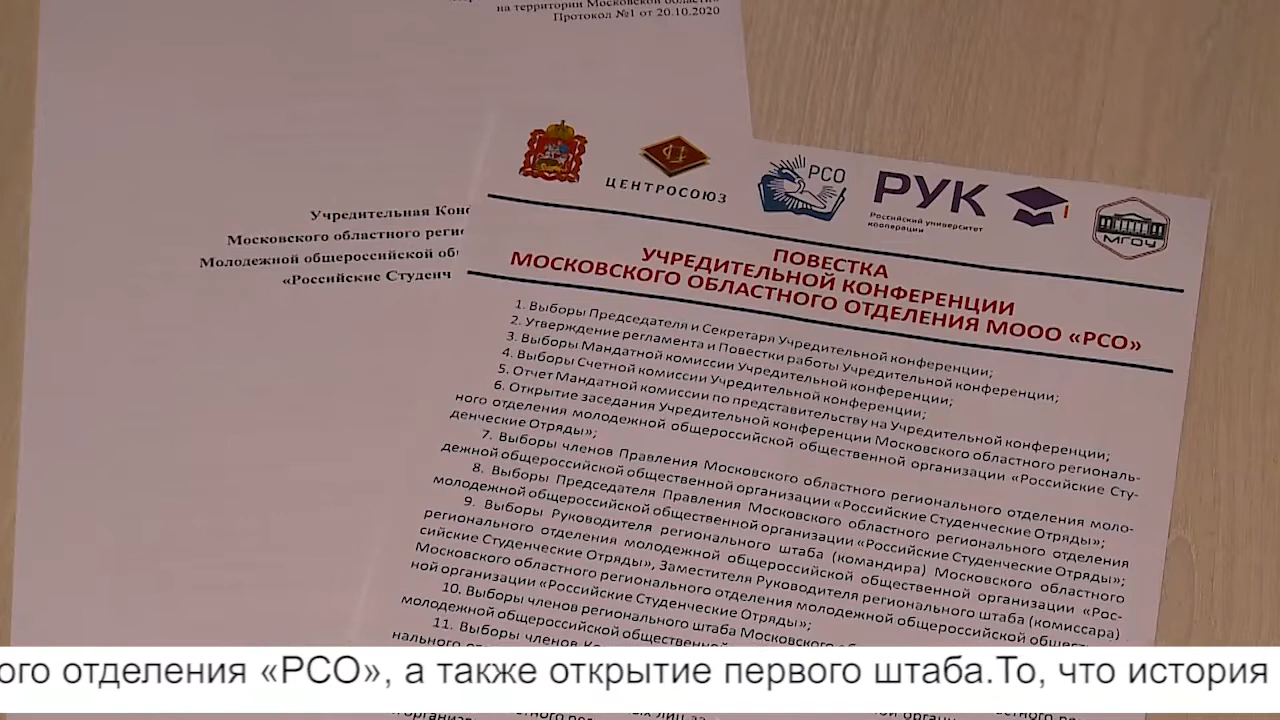 на территории Московской области»
Протокол №1 от 20.10.2020
Учредительная
Московского областного
Молодежной общероссийской
«Российские
ЦЕНТРОСОЮЗ
РСО
РУК
Российский университет
кооперации
МГОЧ
ПОВЕСТКА
УЧРЕДИТЕЛЬНОЙ КОНФЕРЕНЦИИ
МОСКОВСКОГО ОБЛАСТНОГО ОТДЕЛЕНИЯ МООО «РСО»
1. Выборы Председателя и Секретаря Учредительной конференции;
2. Утверждение регламента и Повестки работы Учредительной конференции;
3. Выборы Мандатной комиссии Учредительной конференции;
4. Выборы Счетной комиссии Учредительной конференции;
5. Отчет Мандатной комиссии по представительству на Учредительной конференции;
6. Открытие заседания Учредительной конференции Московского областного региональ-
ного отделения молодежной общероссийской общественной организации «Российские Сту-
денческие Отряды»;
7. Выборы членов Правления Московского областного регионального отделения моло-
дежной общероссийской общественной организации «Российские Студенческие Отряды»;
8. Выборы Председателя Правления Московского областного регионального отделения
молодежной общероссийской общественной организации «Российские Студенческие Отряды»;
9. Выборы Руководителя регионального штаба (командира) Московского областного
регионального отделения молодежной общероссийской общественной организации «Рос-
сийские Студенческие Отряды», Заместителя Руководителя регионального штаба (комиссара)
Московского областного регионального отделения молодежной общероссийской
ной организации «Российские Студенческие Отряды»;
10. Выборы членов регионального штаба Московского
молодежной общероссийской
11. Выборы членов
ого отделения «РСО», а также открытие первого штаба.То, что история